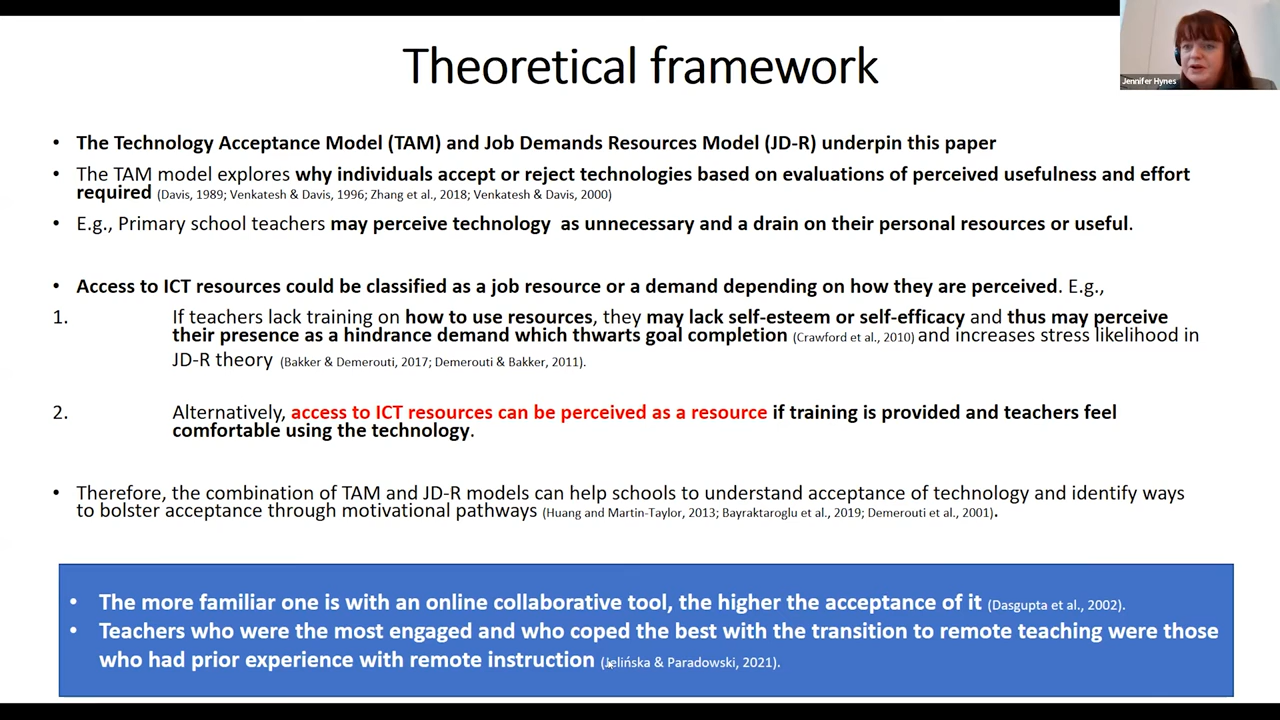 Theoretical framework
Jennifer Hynes
• The Technology Acceptance Model (TAM) and Job Demands Resources Model (JD-R) underpin this paper
• The TAM model explores why individuals accept or reject technologies based on evaluations of perceived usefulness and effort
required (Davis, 1989; Venkatesh & Davis, 1996; Zhang et al., 2018; Venkatesh & Davis, 2000)
• E.g., Primary school teachers may perceive technology as unnecessary and a drain on their personal resources or useful.
• Access to ICT resources could be classified as a job resource or a demand depending on how they are perceived. E.g.,
1. If teachers lack training on how to use resources, they may lack self-esteem or self-efficacy and thus may perceive
their presence as a hindrance demand which thwarts goal completion (Crawford et al., 2010) and increases stress likelihood in
JD-R theory (Bakker & Demerouti, 2017; Demerouti & Bakker, 2011).
2. Alternatively, access to ICT resources can be perceived as a resource if training is provided and teachers feel
comfortable using the technology.
• Therefore, the combination of TAM and JD-R models can help schools to understand acceptance of technology and identify ways
to bolster acceptance through motivational pathways (Huang and Martin-Taylor, 2013; Bayraktaroglu et al., 2019; Demerouti et al., 2001).
• The more familiar one is with an online collaborative tool, the higher the acceptance of it (Dasgupta et al., 2002).
• Teachers who were the most engaged and who coped the best with the transition to remote teaching were those
who had prior experience with remote instruction (Jelińska & Paradowski, 2021).